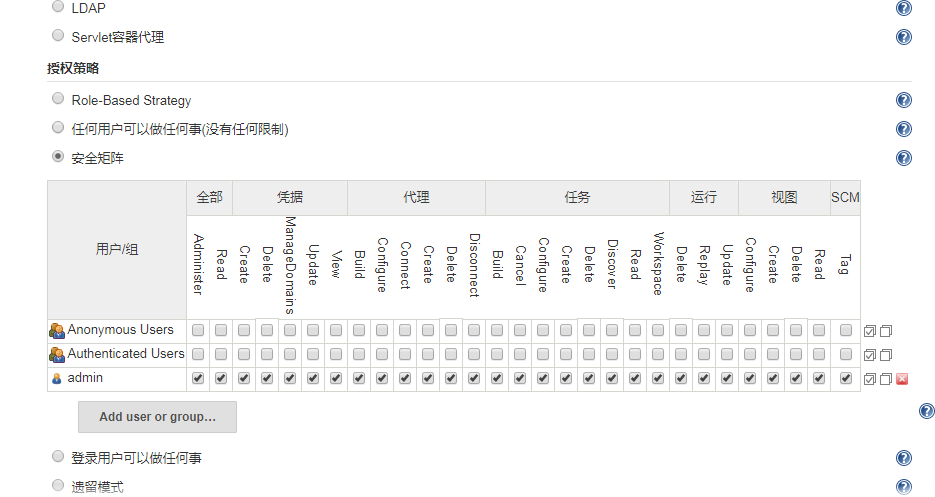 LDAP
Servlet容器代理
授权策略
Role-Based Strategy
任何用户可以做任何事(没有任何限制)
安全矩阵
用户/组 全部 凭据 代理 任务 运行 视图 SCM
Administer Read Create Delete ManageDomains Update View Build Configure Connect Create Delete Disconnect Build Cancel Configure Create Delete Discover Read Workspace Delete Replay Update Configure Create Delete Read Tag
Anonymous Users
Authenticated Users
admin
Add user or group…
登录用户可以做任何事
遗留模式